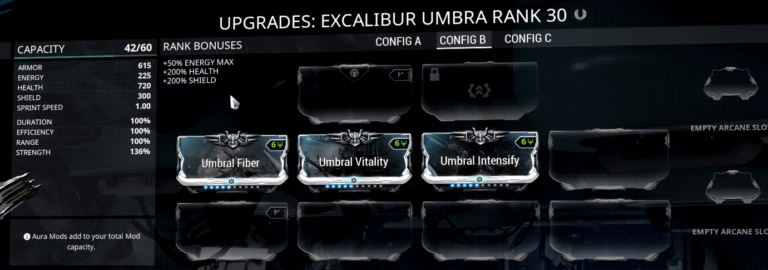 UPGRADES: EXCALIBUR UMBRA RANK 30
CAPACITY 42/60
RANK BONUSES
CONFIG A CONFIG B CONFIG C
ARMOR 615
ENERGY 225
HEALTH 720
SHIELD 300
SPRINT SPEED 1.00
DURATION 100%
EFFICIENCY 100%
RANGE 100%
STRENGTH 136%
+50% ENERGY MAX
+200% HEALTH
+200% SHIELD
EMPTY ARCANE SLO
6
Umbral Fiber
6
Umbral Vitality
6
Umbral Intensify
Aura Mods add to your total Mod
capacity.
EMPTY ARCANE SLO